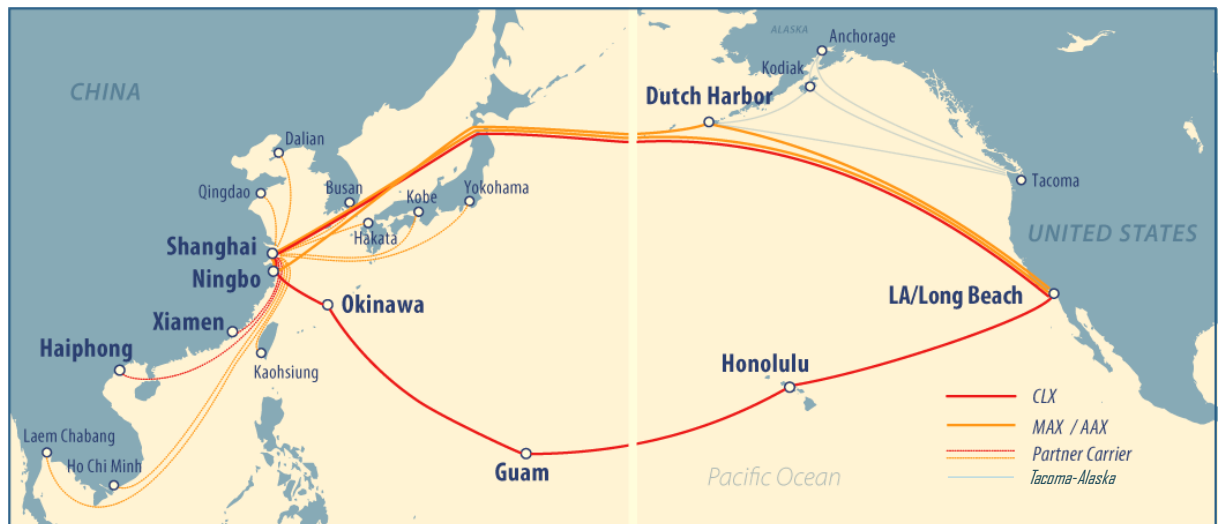 ALASKA
Anchorage
Kodiak
CHINA
Dutch Harbor
Dalian
Tacoma
Qingdao
Busan
Kobe
Yokohama
Hakata
Shanghai
UNITED STATES
Ningbo
LA/Long Beach
Okinawa
Xiamen
Haiphong
Kaohsiung
Honolulu
CLX
MAX / AAX
Laem Chabang
Partner Carrier
Ho Chi Minh
Guam
Pacific Ocean
Tacoma-Alaska